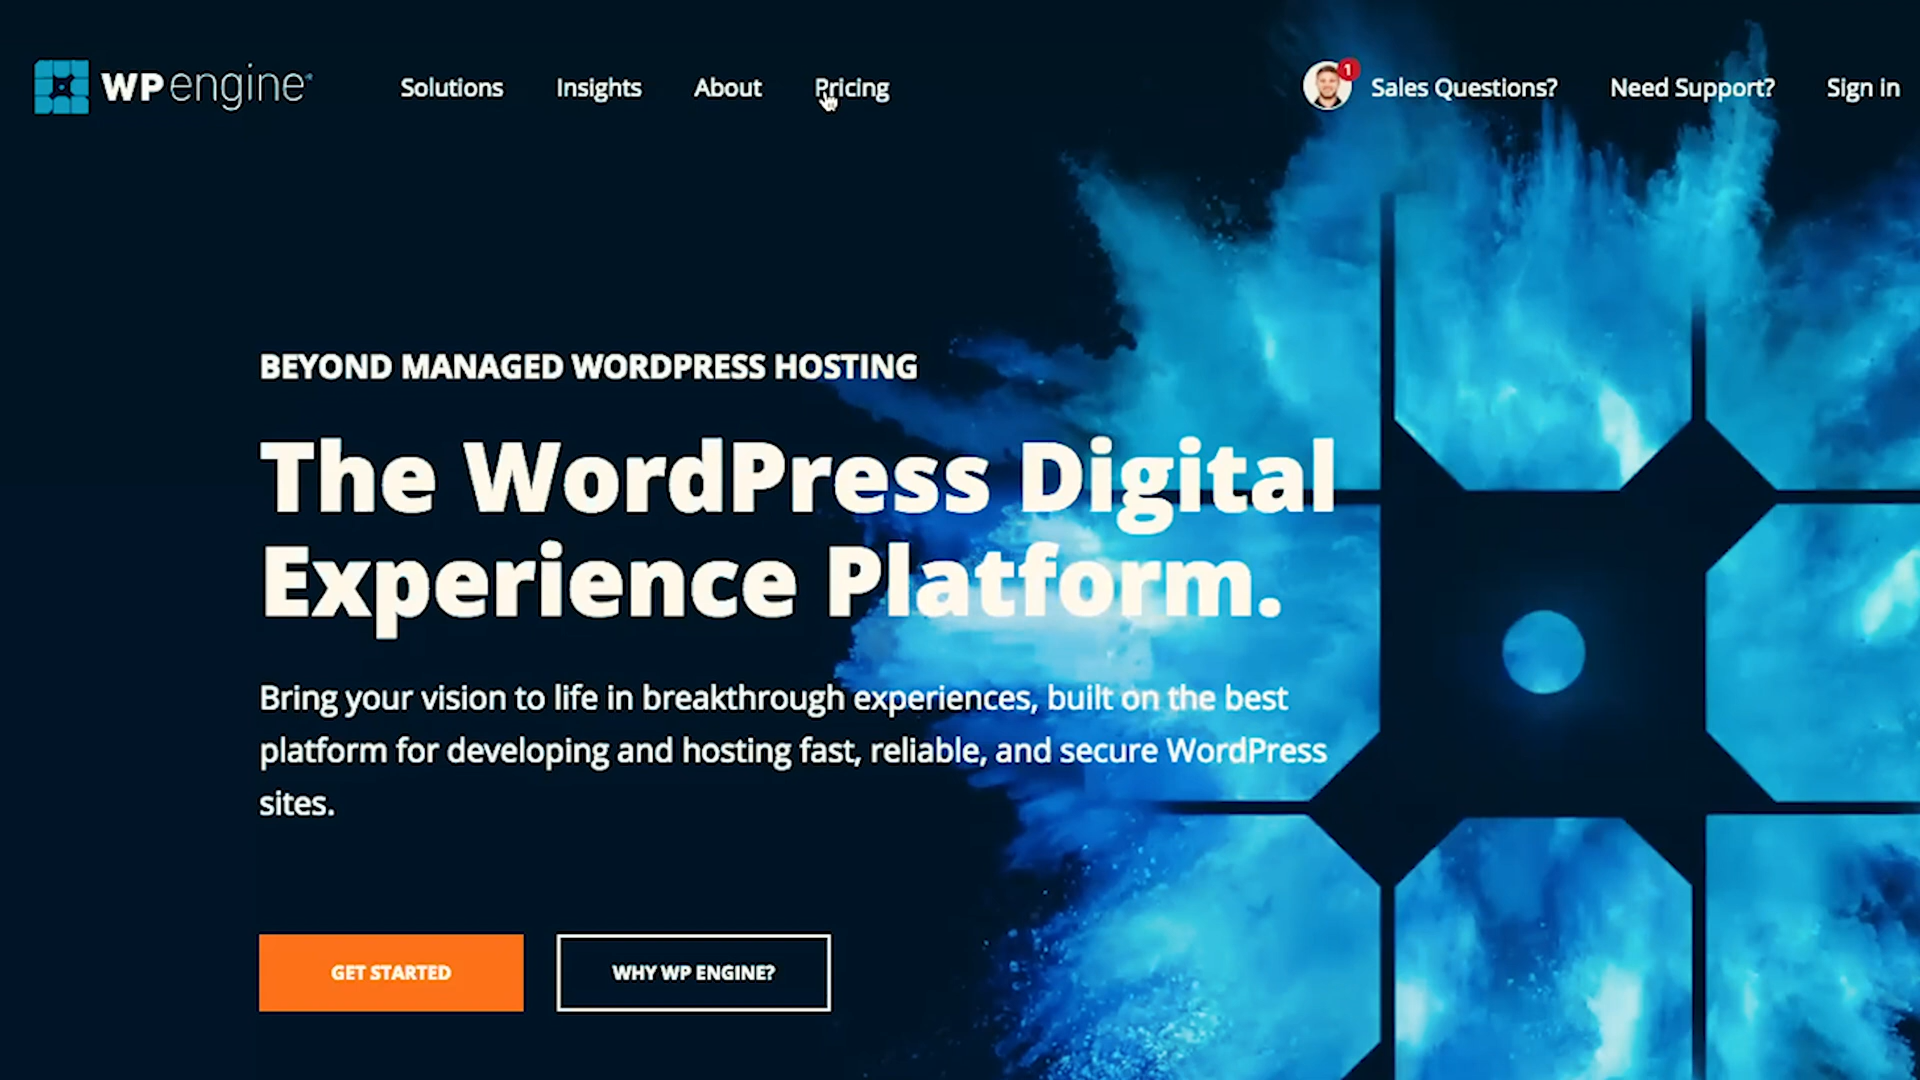 WP engine
Solutions Insights About Pricing
1
Sales Questions? Need Support? Sign in
BEYOND MANAGED WORDPRESS HOSTING
The WordPress Digital
Experience Platform.
Bring your vision to life in breakthrough experiences, built on the best
platform for developing and hosting fast, reliable, and secure WordPress
sites.
GET STARTED
WHY WP ENGINE?